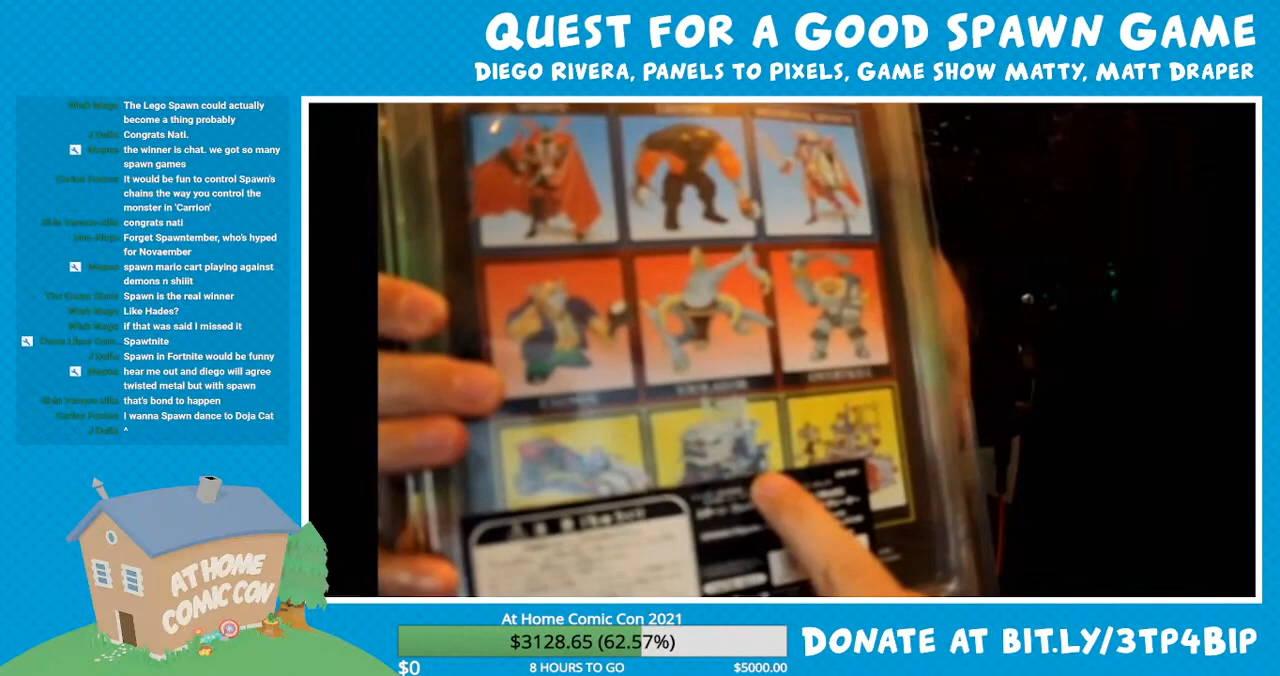 QUEST FOR A GOOD SPAWN GAME
DIEGO RIVERA, PANELS TO PIXELS, GAME SHOW MATTY, MATT DRAPER
The Lego Spawn could actually
become a thing probably
Congrats Nati.
the winner is chat. we got so many
spawn games
It would be fun to control Spawn's
chains the way you control the
monster in 'Carrion'
congrats nati
Forget Spawntember, who's hyped
for Novaember
spawn mario cart playing against
demons n shiiit
Spawn is the real winner
Like Hades?
if that was said I missed it
Spawtnite
Spawn in Fortnite would be funny
hear me out and diego will agree
twisted metal but with spawn
that's bond to happen
I wanna Spawn dance to Doja Cat
^
AT HOME
COMIC CON
At Home Comic Con 2021
$3128.65 (62.57%)
$0 8 HOURS TO GO $5000.00
DONATE AT BIT.LY/3TP4BIP